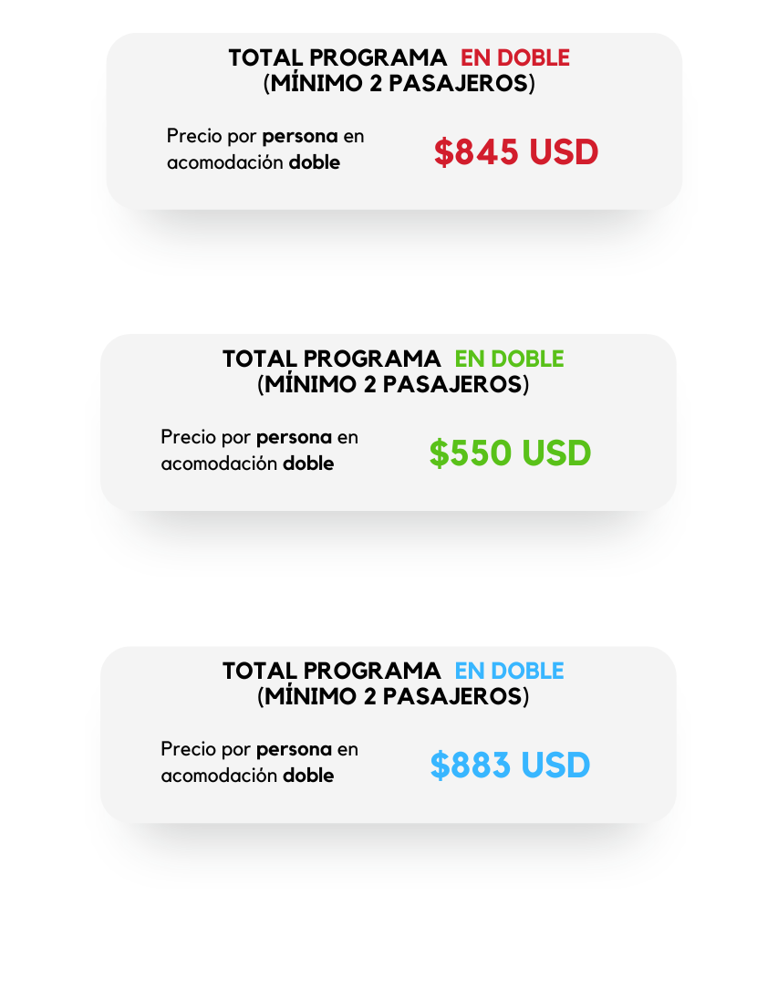 TOTAL PROGRAMA EN DOBLE
(MÍNIMO 2 PASAJEROS)
Precio por persona en
acomodación doble
$845 USD
TOTAL PROGRAMA EN DOBLE
(MÍNIMO 2 PASAJEROS)
Precio por persona en
acomodación doble
$550 USD
TOTAL PROGRAMA EN DOBLE
(MÍNIMO 2 PASAJEROS)
Precio por persona en
acomodación doble
$883 USD